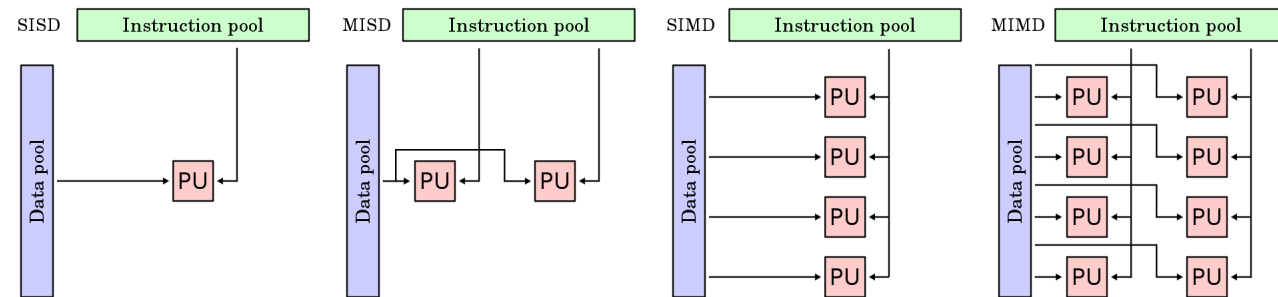 SISD Instruction pool
Data pool
PU
MISD Instruction pool
Data pool
PU PU
SIMD Instruction pool
Data pool
PU
PU
PU
PU
MIMD Instruction pool
Data pool
PU PU
PU PU
PU PU
PU PU